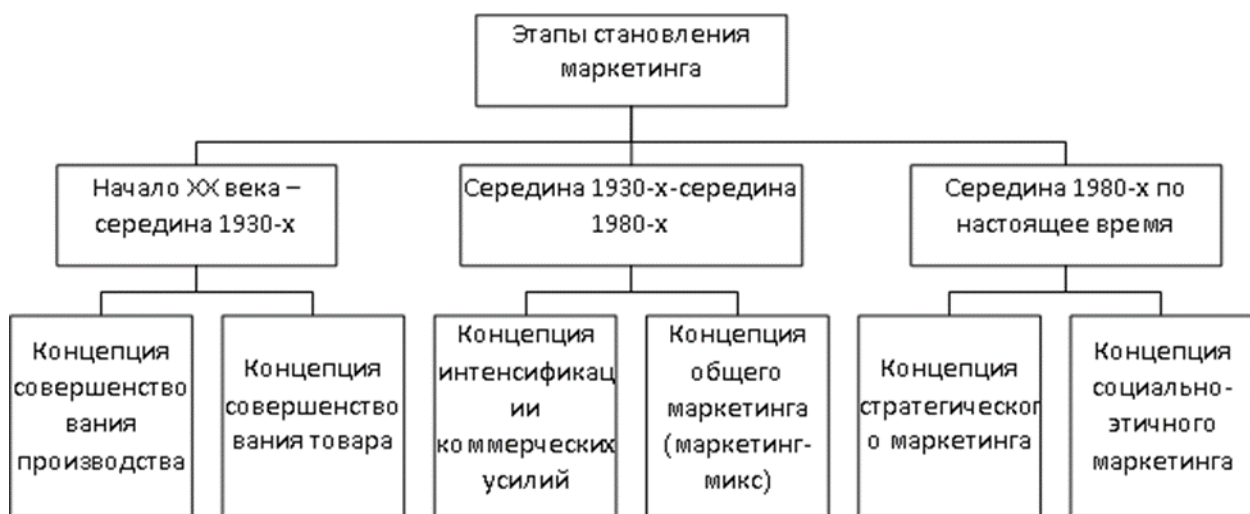 Этапы становления
маркетинга
Начало XX века –
середина 1930-х
Середина 1930-х-середина
1980-х
Середина 1980-х по
настоящее время
Концепция
совершенство
вания
производства
Концепция
совершенство
вания товара
Концепция
интенсификац
ии
коммерческих
усилий
Концепция
общего
маркетинга
(маркетинг-
микс)
Концепция
стратегическог
о маркетинга
Концепция
социально-
этичного
маркетинга